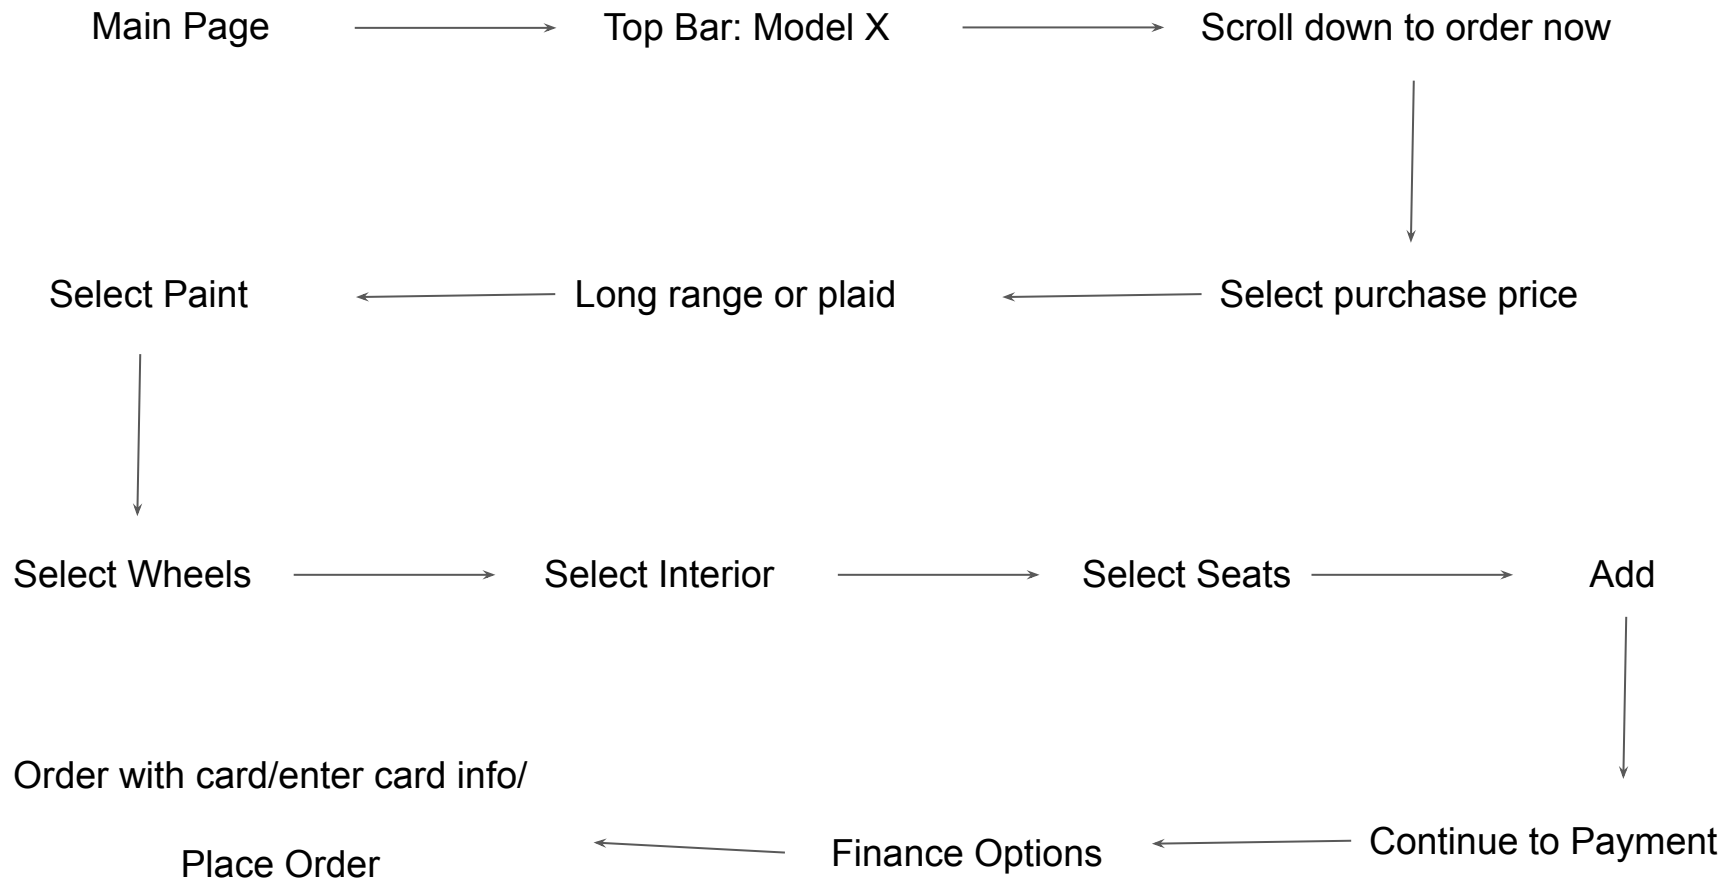 Main Page
Top Bar: Model X
Scroll down to order now
Select purchase price
Long range or plaid
Select Paint
Select Wheels
Select Interior
Select Seats
Add
Continue to Payment
Finance Options
Order with card/enter card info/
Place Order